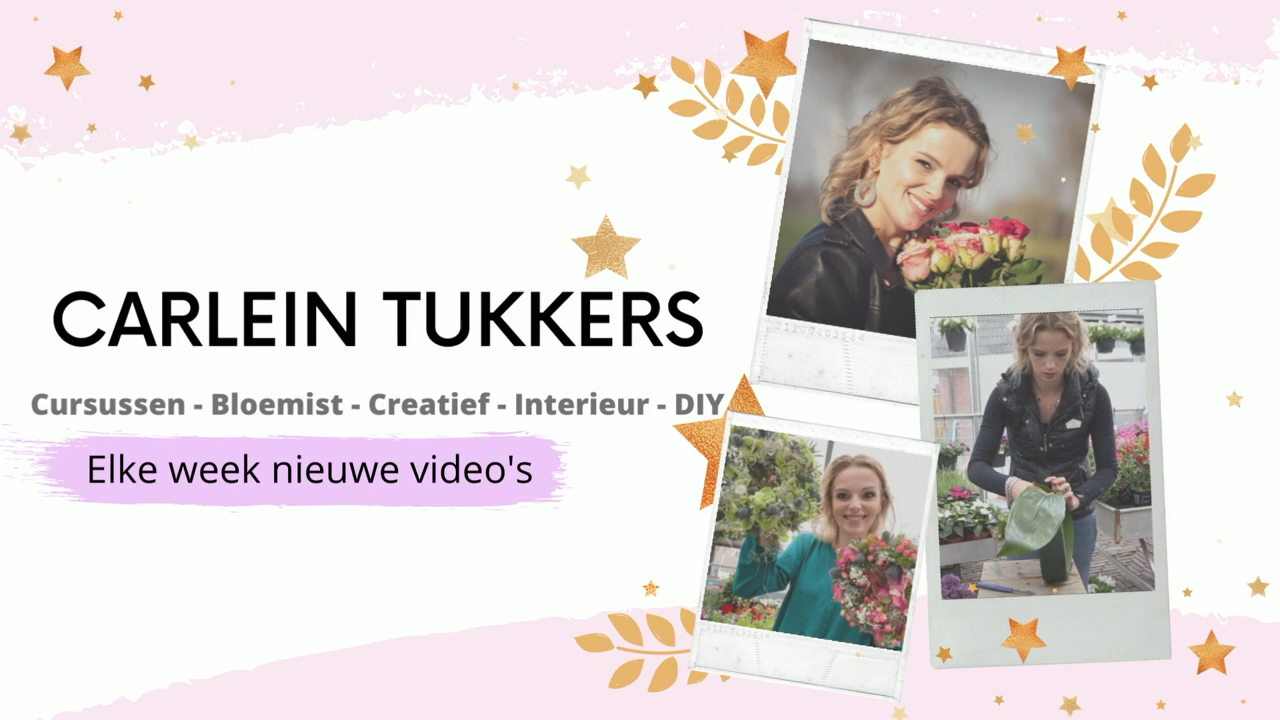 CARLEIN TUKKERS
Cursussen - Bloemist - Creatief - Interieur - DIY
Elke week nieuwe video's